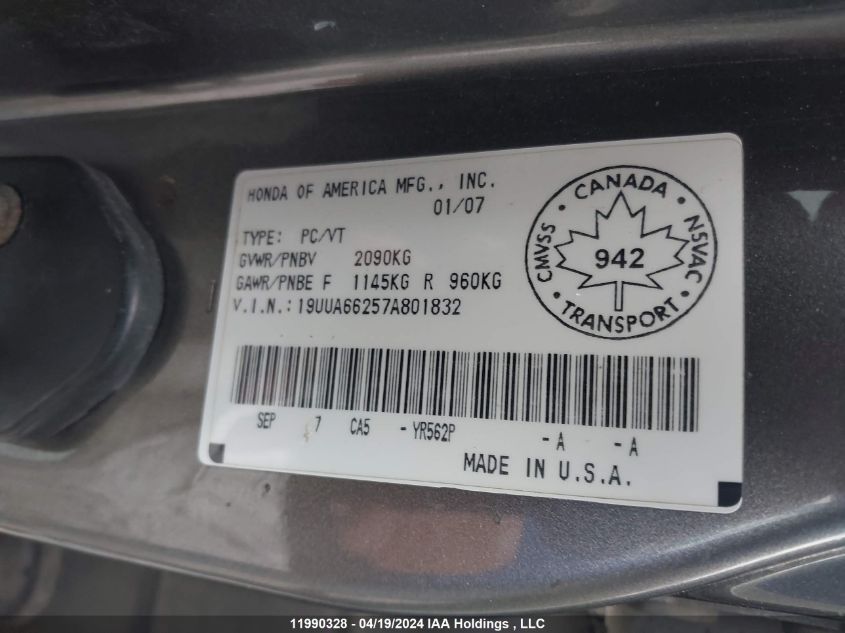 HONDA OF AMERICA MFG., INC.
01/07
TYPE: PC/VT
GVWR/PNBV 2090KG
GAWR/PNBE F 1145KG R 960KG
V.I.N.: 19UUA66257A801832
CANADA
CMVSS
NSVAC
942
TRANSPORT
SEP 7 CA5 - YR562P - A - A
MADE IN U.S.A.
11990328 - 04/19/2024 IAA Holdings , LLC